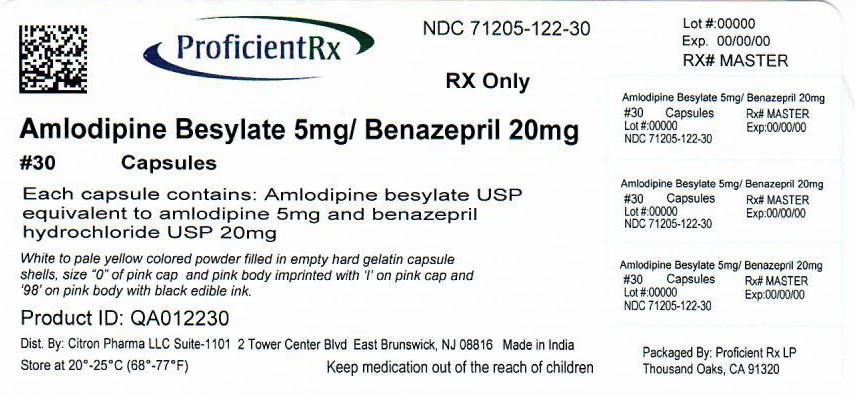 ProficientRx
NDC 71205-122-30
RX Only
Lot #:00000
Exp. 00/00/00
RX# MASTER
Amlodipine Besylate 5mg/ Benazepril 20mg
#30 Capsules
Each capsule contains: Amlodipine besylate USP
equivalent to amlodipine 5mg and benazepril
hydrochloride USP 20mg
White to pale yellow colored powder filled in empty hard gelatin capsule
shells, size "0" of pink cap and pink body imprinted with 'I' on pink cap and
'98' on pink body with black edible ink.
Product ID: QA012230
Dist. By: Citron Pharma LLC Suite-1101 2 Tower Center Blvd East Brunswick, NJ 08816 Made in India
Store at 20°-25°C (68°-77°F) Keep medication out of the reach of children
Amlodipine Besylate 5mg/ Benazepril 20mg
#30 Capsules Rx# MASTER
Lot #:00000 Exp:00/00/00
NDC 71205-122-30
Amlodipine Besylate 5mg/ Benazepril 20mg
#30 Capsules Rx# MASTER
Lot #:00000 Exp:00/00/00
NDC 71205-122-30
Amlodipine Besylate 5mg/ Benazepril 20mg
#30 Capsules Rx# MASTER
Lot #:00000 Exp:00/00/00
NDC 71205-122-30
Packaged By: Proficient Rx LP
Thousand Oaks, CA 91320